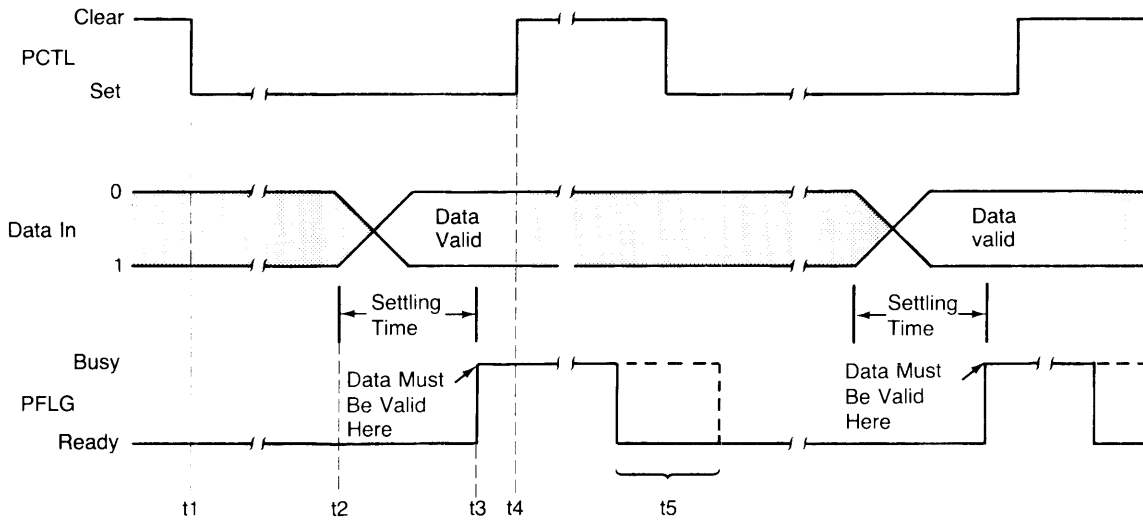 Clear
PCTL
Set
0
Data In
1
Data
Valid
Data
valid
Settling
Time
Settling
Time
Busy
PFLG
Ready
Data Must
Be Valid
Here
Data Must
Be Valid
Here
t1
t2
t3
t4
t5